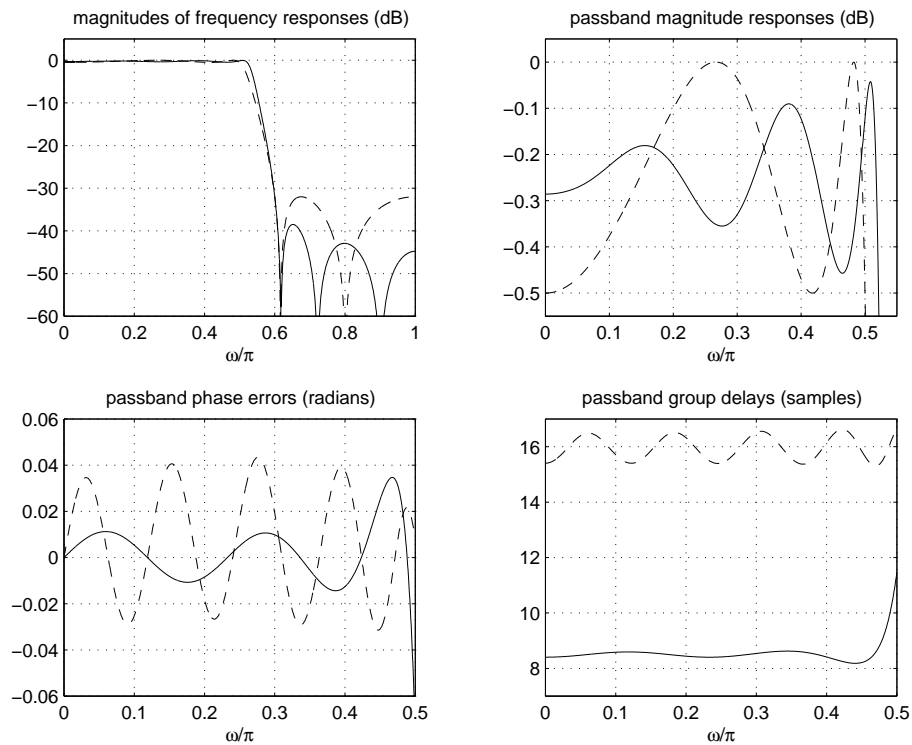 magnitudes of frequency responses (dB)
0
−10
−20
−30
−40
−50
−60
0 0.2 0.4 0.6 0.8 1
ω/π
passband magnitude responses (dB)
0
−0.1
−0.2
−0.3
−0.4
−0.5
0 0.1 0.2 0.3 0.4 0.5
ω/π
passband phase errors (radians)
0.06
0.04
0.02
0
−0.02
−0.04
−0.06
0 0.1 0.2 0.3 0.4 0.5
ω/π
passband group delays (samples)
16
14
12
10
8
0 0.1 0.2 0.3 0.4 0.5
ω/π